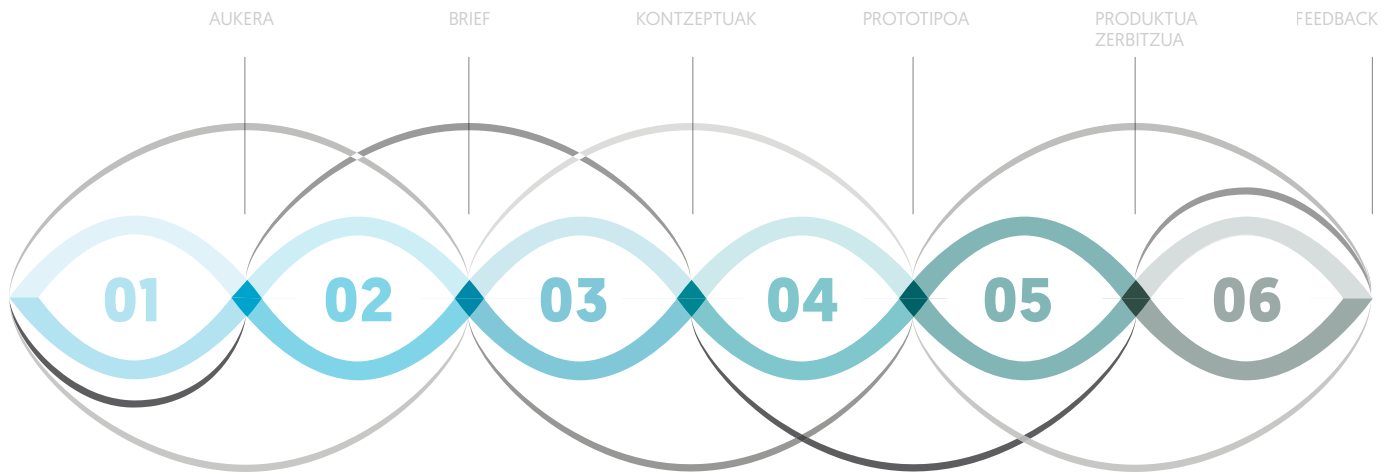 AUKERA
BRIEF
KONTZEPTUAK
PROTOTIPOA
PRODUKTUA
ZERBITZUA
FEEDBACK
01
02
03
04
05
06